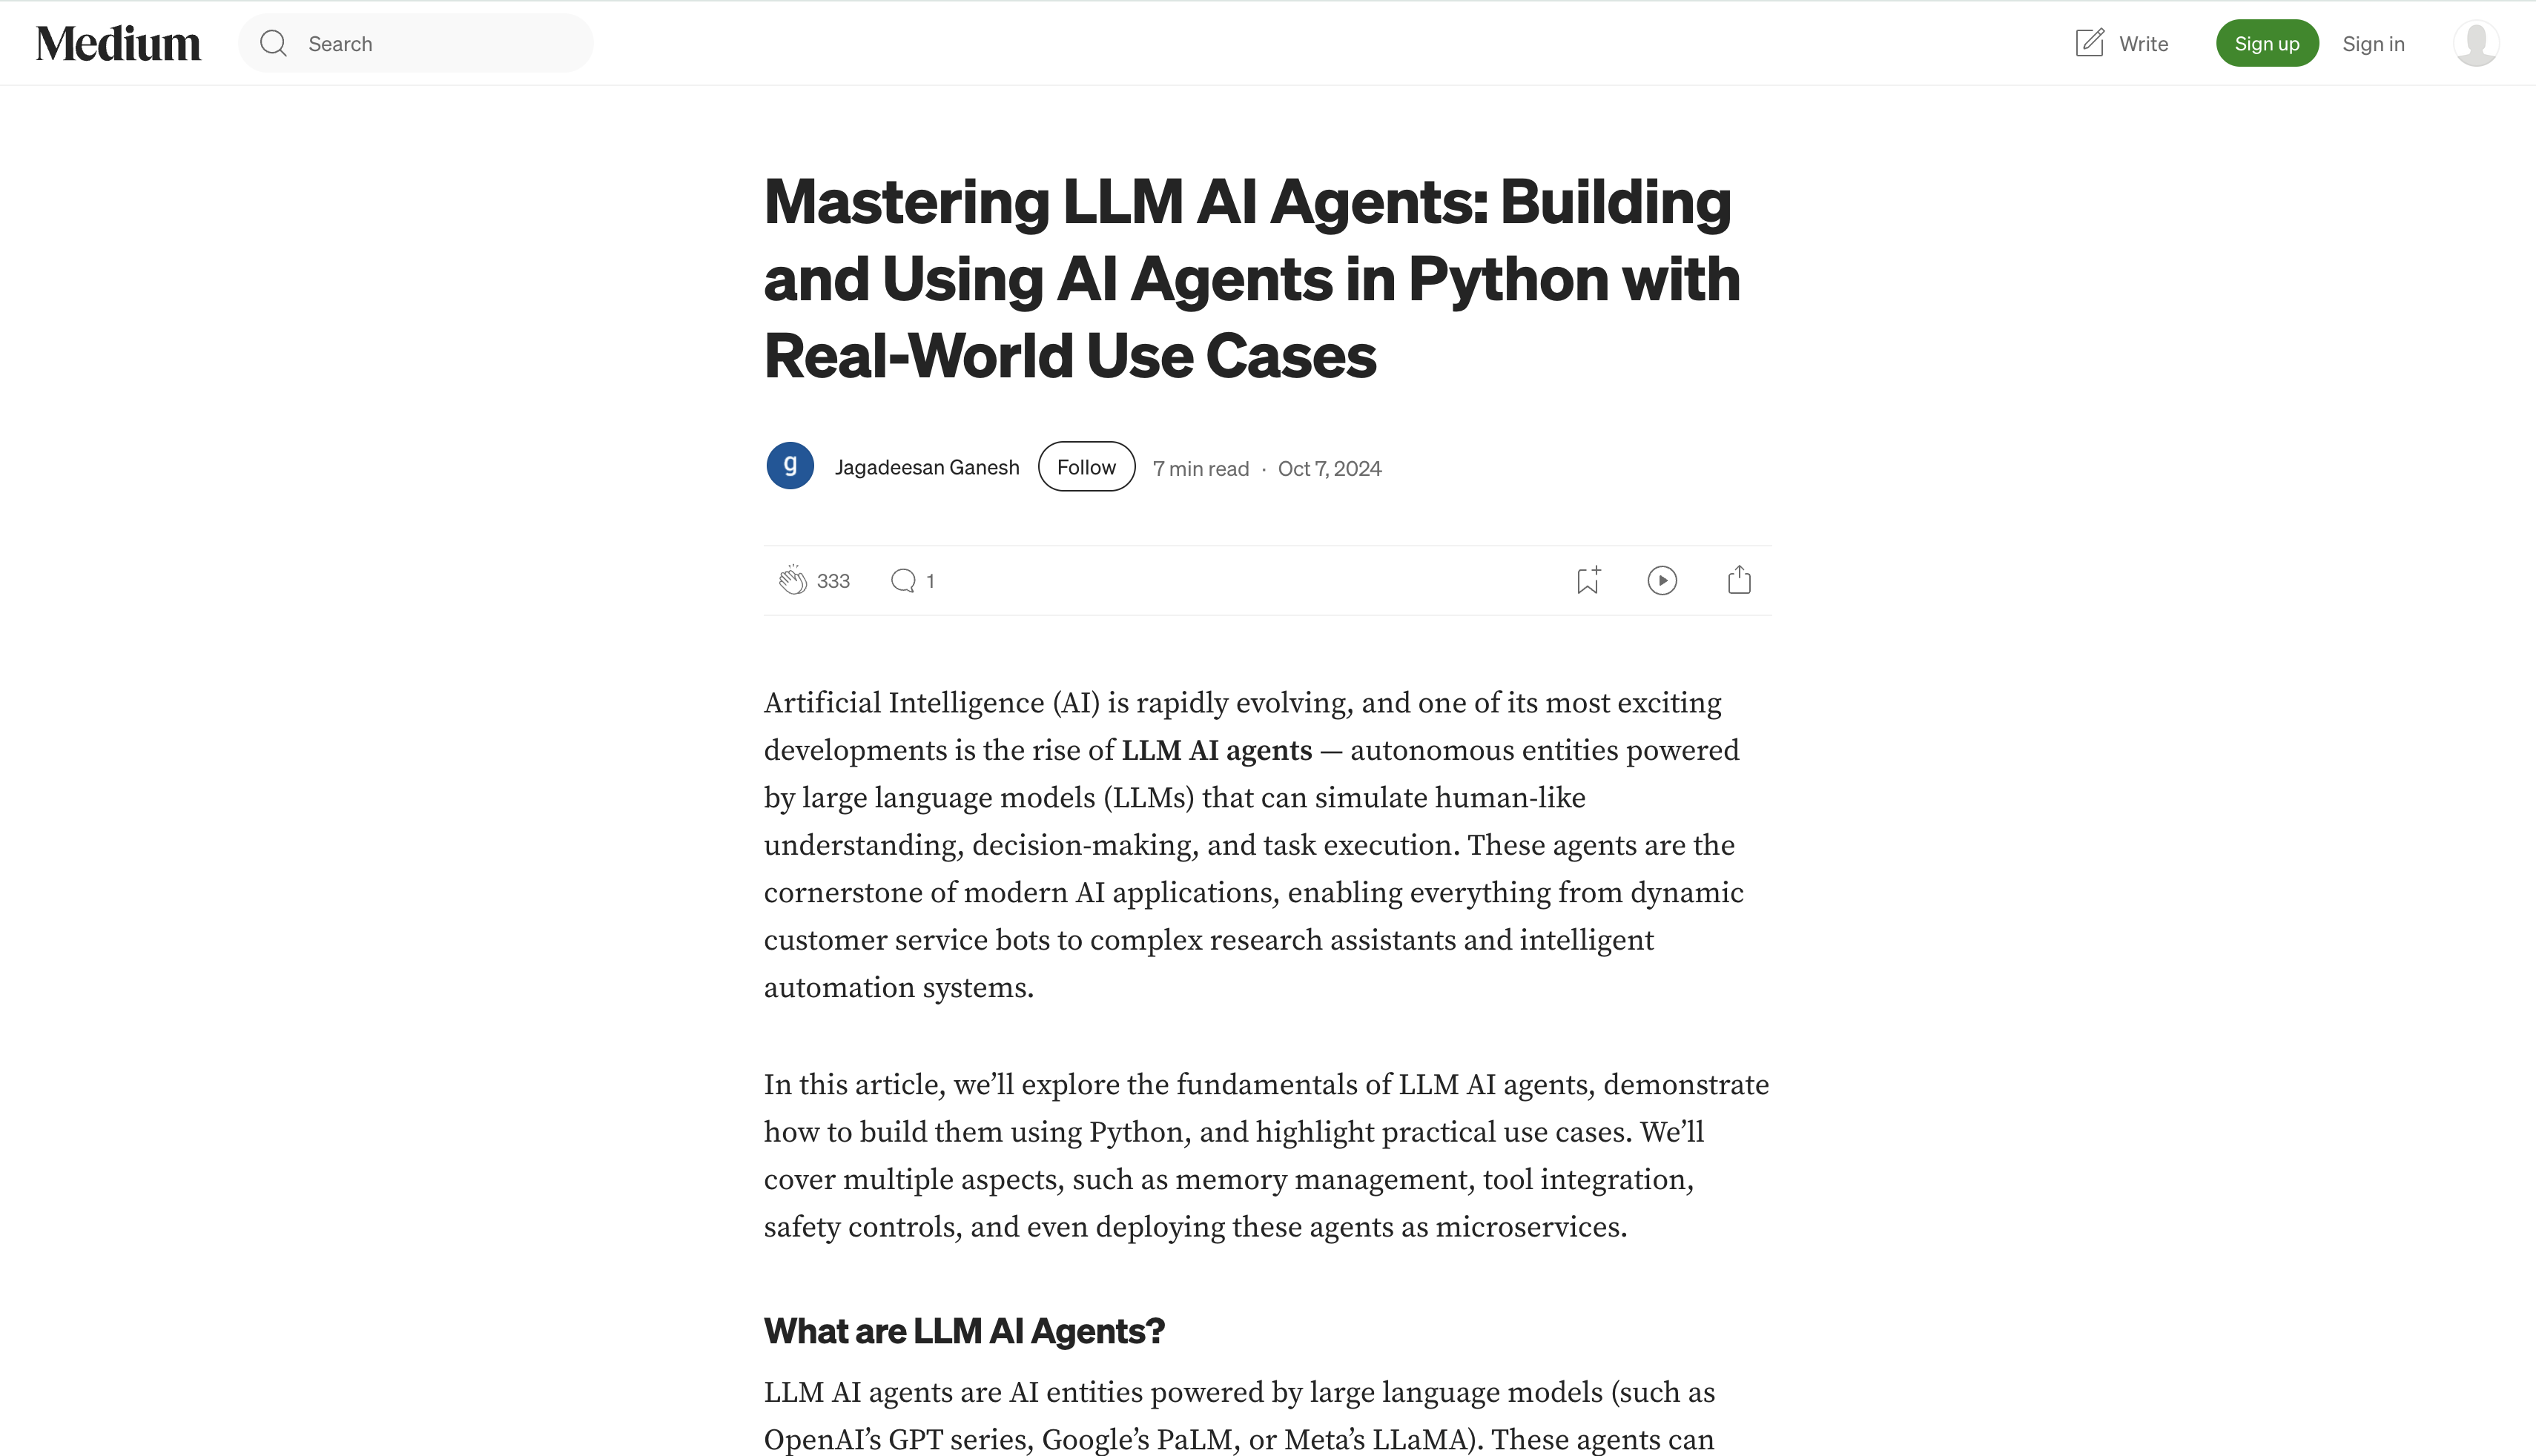 Medium
Search
Write
Sign up
Sign in
Mastering LLM AI Agents: Building
and Using AI Agents in Python with
Real-World Use Cases
g
Jagadeesan Ganesh
Follow
7 min read · Oct 7, 2024
333
1
Artificial Intelligence (AI) is rapidly evolving, and one of its most exciting
developments is the rise of LLM AI agents — autonomous entities powered
by large language models (LLMs) that can simulate human-like
understanding, decision-making, and task execution. These agents are the
cornerstone of modern AI applications, enabling everything from dynamic
customer service bots to complex research assistants and intelligent
automation systems.
In this article, we’ll explore the fundamentals of LLM AI agents, demonstrate
how to build them using Python, and highlight practical use cases. We’ll
cover multiple aspects, such as memory management, tool integration,
safety controls, and even deploying these agents as microservices.
What are LLM AI Agents?
LLM AI agents are AI entities powered by large language models (such as
OpenAI’s GPT series, Google’s PaLM, or Meta’s LLaMA). These agents can